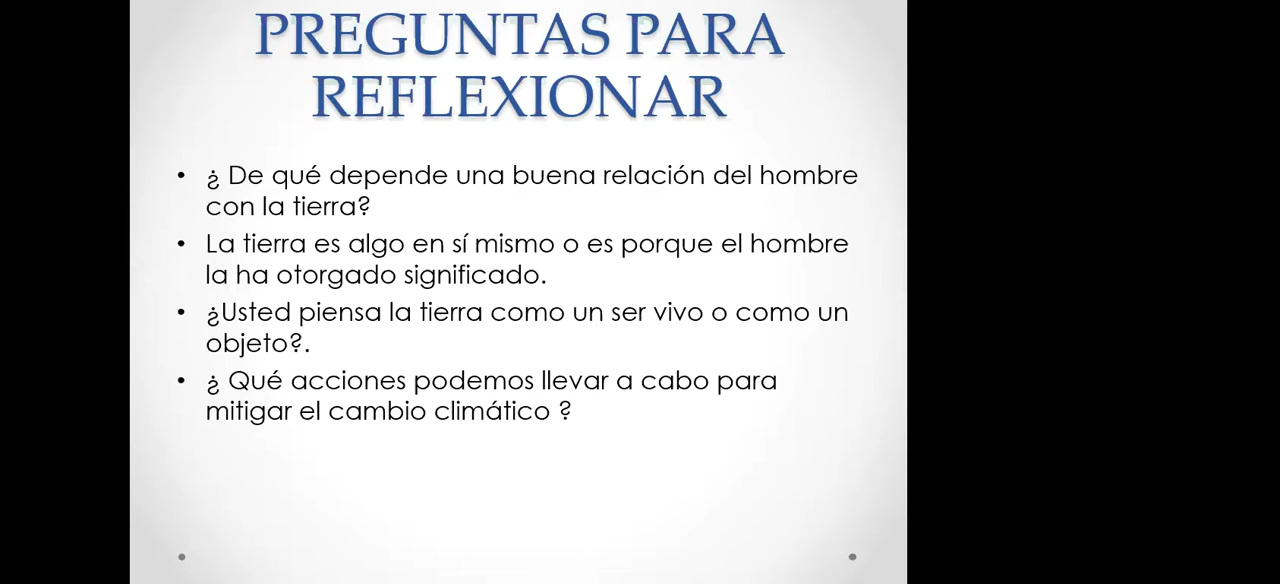 PREGUNTAS PARA
REFLEXIONAR
• ¿ De qué depende una buena relación del hombre
con la tierra?
• La tierra es algo en sí mismo o es porque el hombre
la ha otorgado significado.
• ¿Usted piensa la tierra como un ser vivo o como un
objeto?.
• ¿ Qué acciones podemos llevar a cabo para
mitigar el cambio climático ?